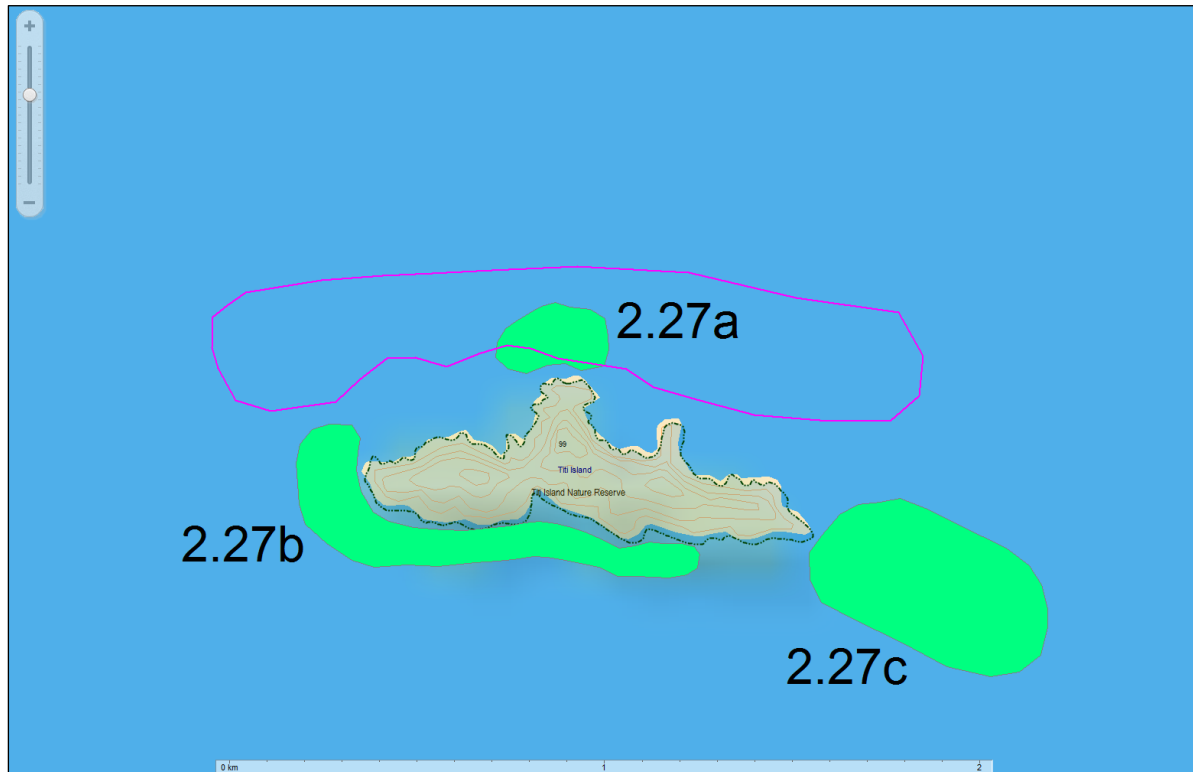 +
−
2.27a
99
Titi Island
Titi Island Nature Reserve
2.27b
2.27c
0 km 1 2